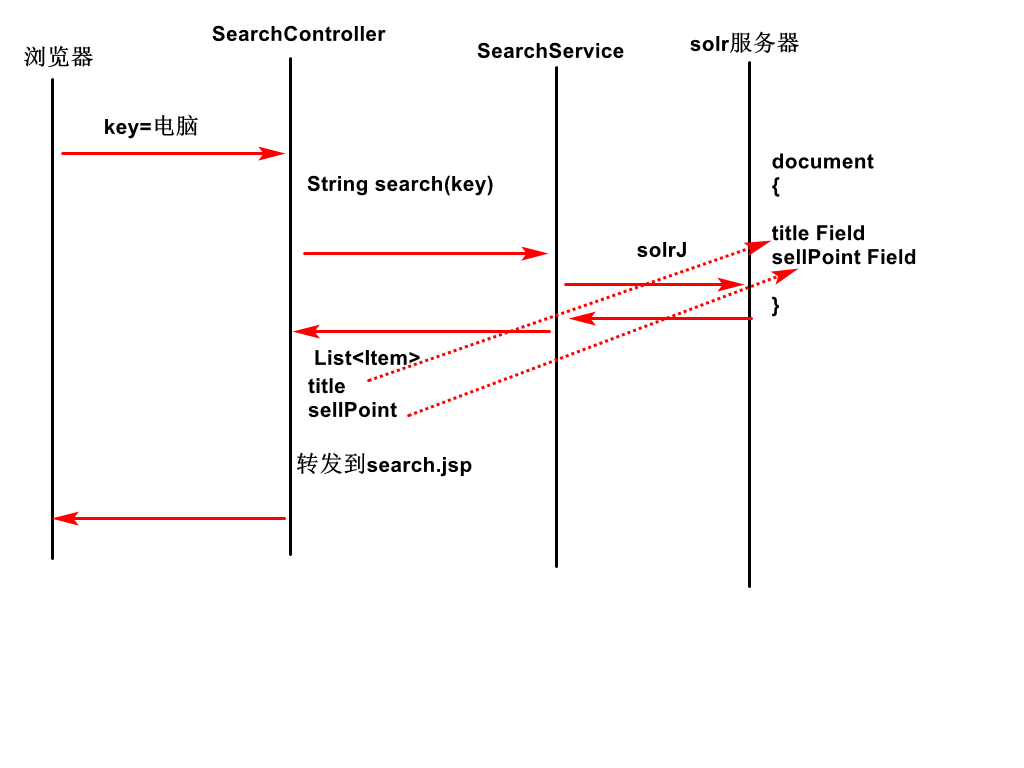 浏览器
SearchController
SearchService
solr服务器
key=电脑
String search(key)
document
{
title Field
sellPoint Field
}
solrJ
List<Item>
title
sellPoint
转发到search.jsp